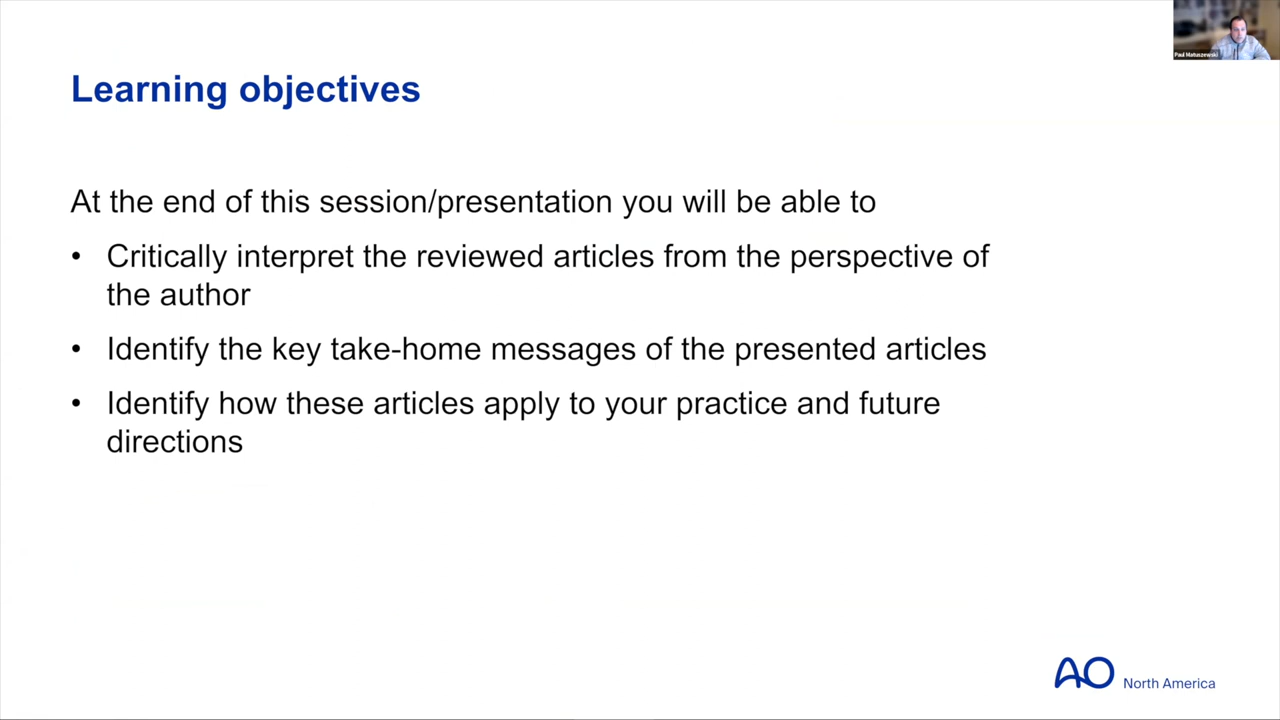 Paul Matuszewski
Learning objectives
At the end of this session/presentation you will be able to
• Critically interpret the reviewed articles from the perspective of
the author
• Identify the key take-home messages of the presented articles
• Identify how these articles apply to your practice and future
directions
AO North America